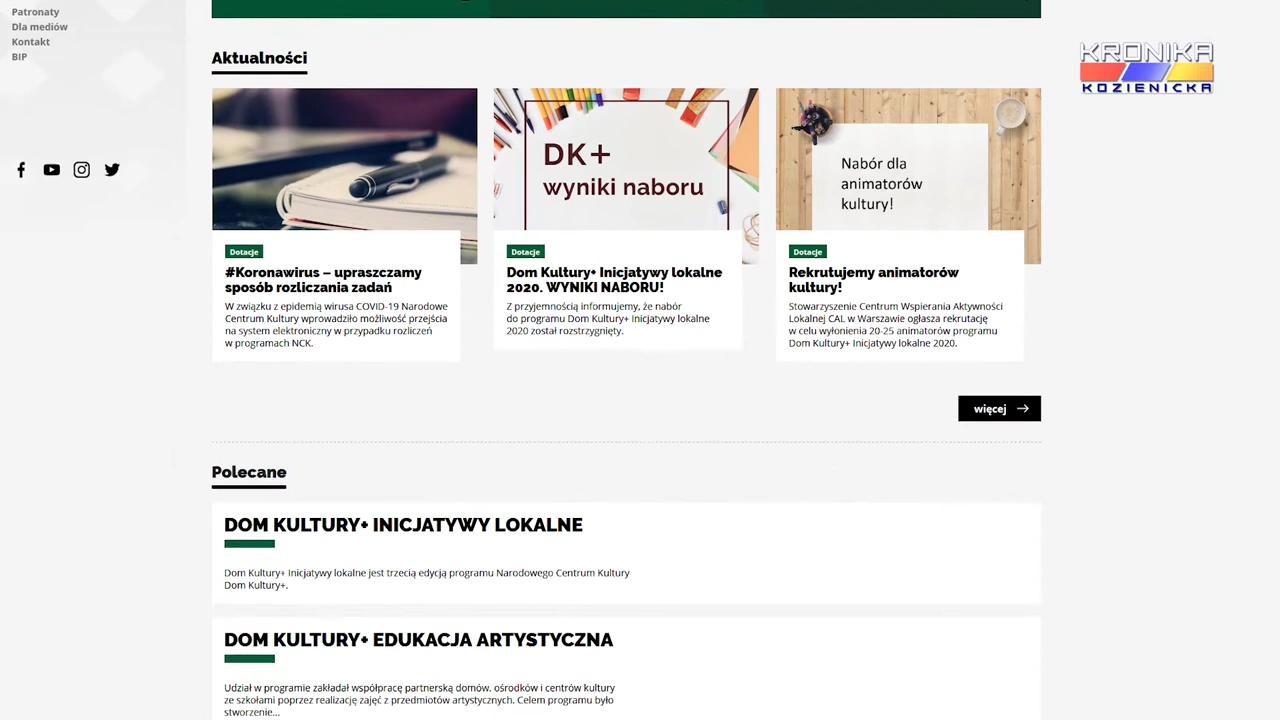 Patronaty
Dla mediów
Kontakt
BIP
KRONIKA
KOZIENICKA
Aktualności
DK+
wyniki naboru
Nabór dla
animatorów
kultury!
Dotacje
#Koronawirus – upraszczamy
sposób rozliczania zadań
W związku z epidemią wirusa COVID-19 Narodowe
Centrum Kultury wprowadziło możliwość przejścia
na system elektroniczny w przypadku rozliczeń
w programach NCK.
Dotacje
Dom Kultury+ Inicjatywy lokalne
2020. WYNIKI NABORU!
Z przyjemnością informujemy, że nabór
do programu Dom Kultury+ Inicjatywy lokalne
2020 został rozstrzygnięty.
Dotacje
Rekrutujemy animatorów
kultury!
Stowarzyszenie Centrum Wspierania Aktywności
Lokalnej CAL w Warszawie ogłasza rekrutację
w celu wyłonienia 20-25 animatorów programu
Dom Kultury+ Inicjatywy lokalne 2020.
więcej
Polecane
DOM KULTURY+ INICJATYWY LOKALNE
Dom Kultury+ Inicjatywy lokalne jest trzecią edycją programu Narodowego Centrum Kultury
Dom Kultury+.
DOM KULTURY+ EDUKACJA ARTYSTYCZNA
Udział w programie zakładał współpracę partnerską domów, ośrodków i centrów kultury
ze szkołami poprzez realizację zajęć z przedmiotów artystycznych. Celem programu było
stworzenie...